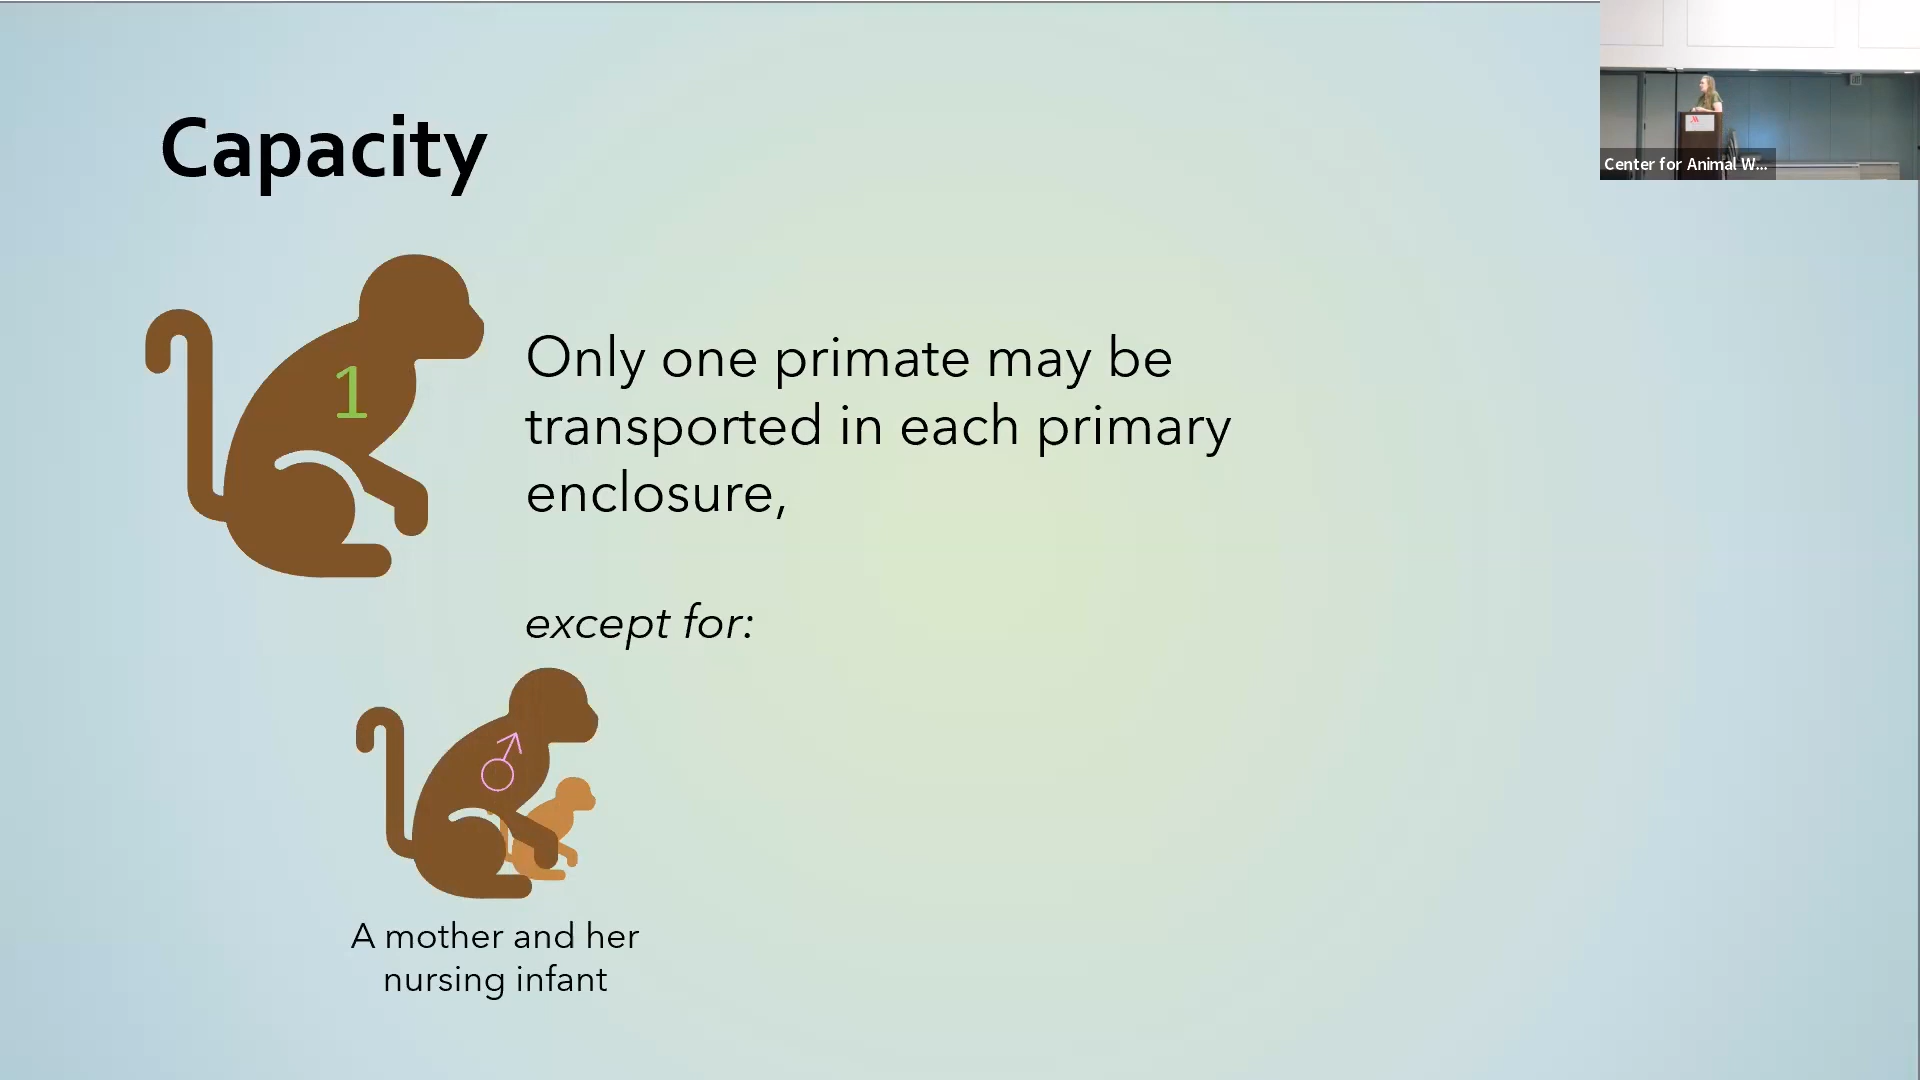 Capacity
1
Only one primate may be
transported in each primary
enclosure,
except for:
♂
A mother and her
nursing infant
Center for Animal W...